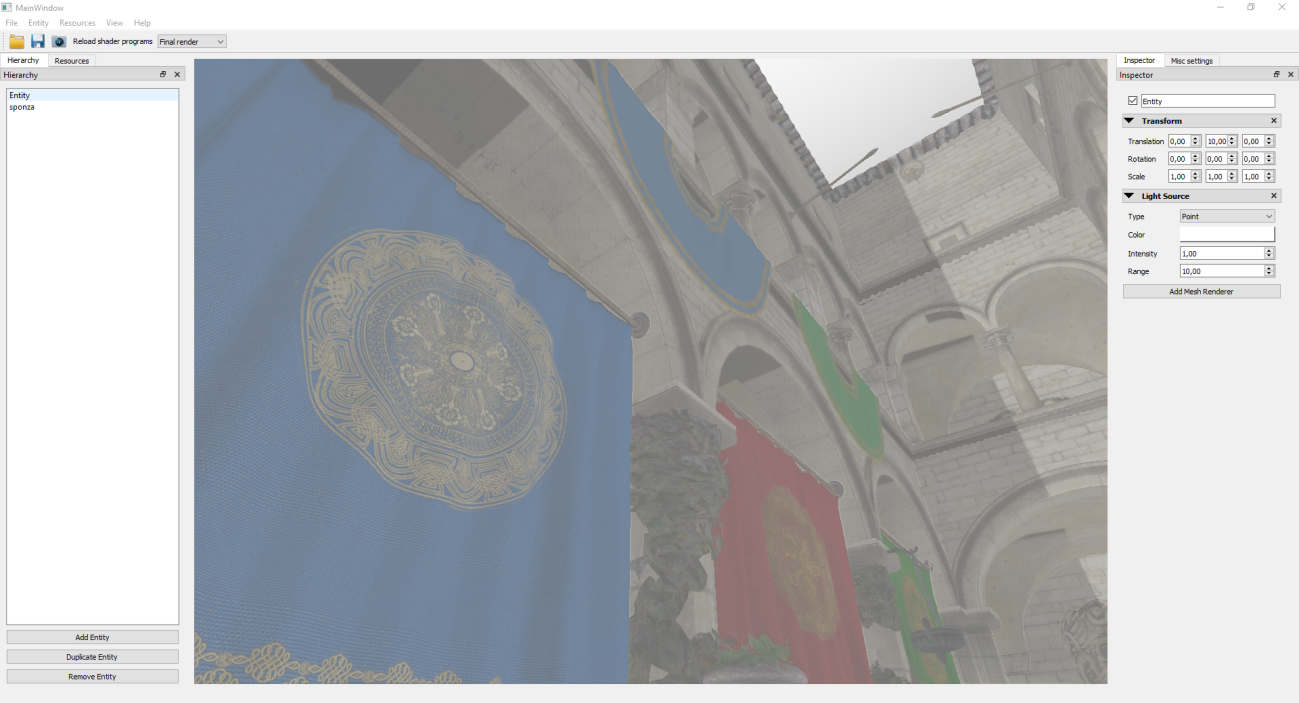 MainWindow
File Entity Resources View Help
Reload shader programs Final render
Hierarchy Resources
Hierarchy
Entity
sponza
Add Entity
Duplicate Entity
Remove Entity
Inspector Misc settings
Inspector
Entity
Transform
Translation 0,00 10,00 0,00
Rotation 0,00 0,00 0,00
Scale 1,00 1,00 1,00
Light Source
Type Point
Color
Intensity 1,00
Range 10,00
Add Mesh Renderer